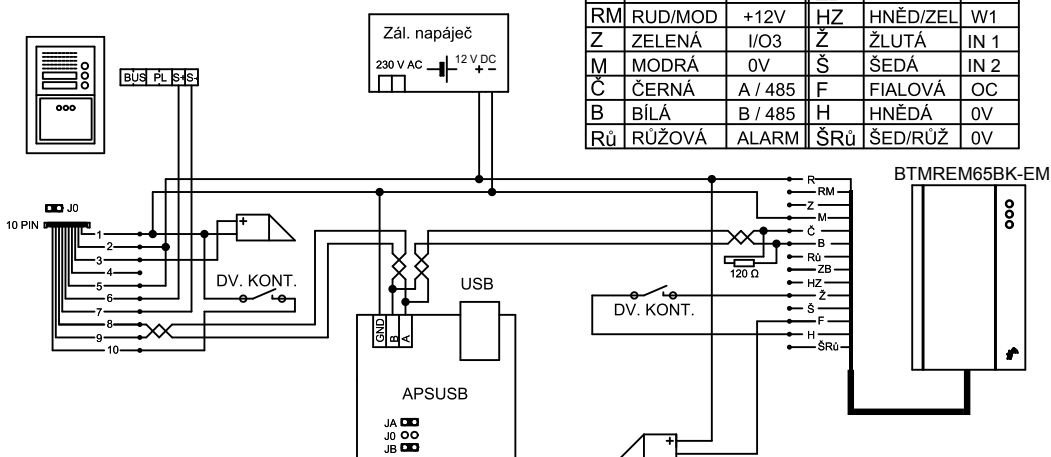 RM RUD/MOD +12V HZ HNĚD/ZEL W1
Z ZELENÁ I/O3 Ž ŽLUTÁ IN 1
M MODRÁ 0V Š ŠEDÁ IN 2
Č ČERNÁ A / 485 F FIALOVÁ OC
B BÍLÁ B / 485 H HNĚDÁ 0V
Rů RŮŽOVÁ ALARM ŠRů ŠED/RŮŽ 0V
Zál. napáječ
230 V AC 12 V DC
+ -
BUS PL S+ S-
BTMREM65BK-EM
J0
10 PIN
1
2
3
4
5
6
7
8
9
10
+
DV. KONT.
R
RM
Z
M
Č
B
Rů
ZB
HZ
Ž
Š
F
H
ŠRů
120 Ω
DV. KONT.
USB
GND
B
A
APSUSB
JA
J0
JB
+